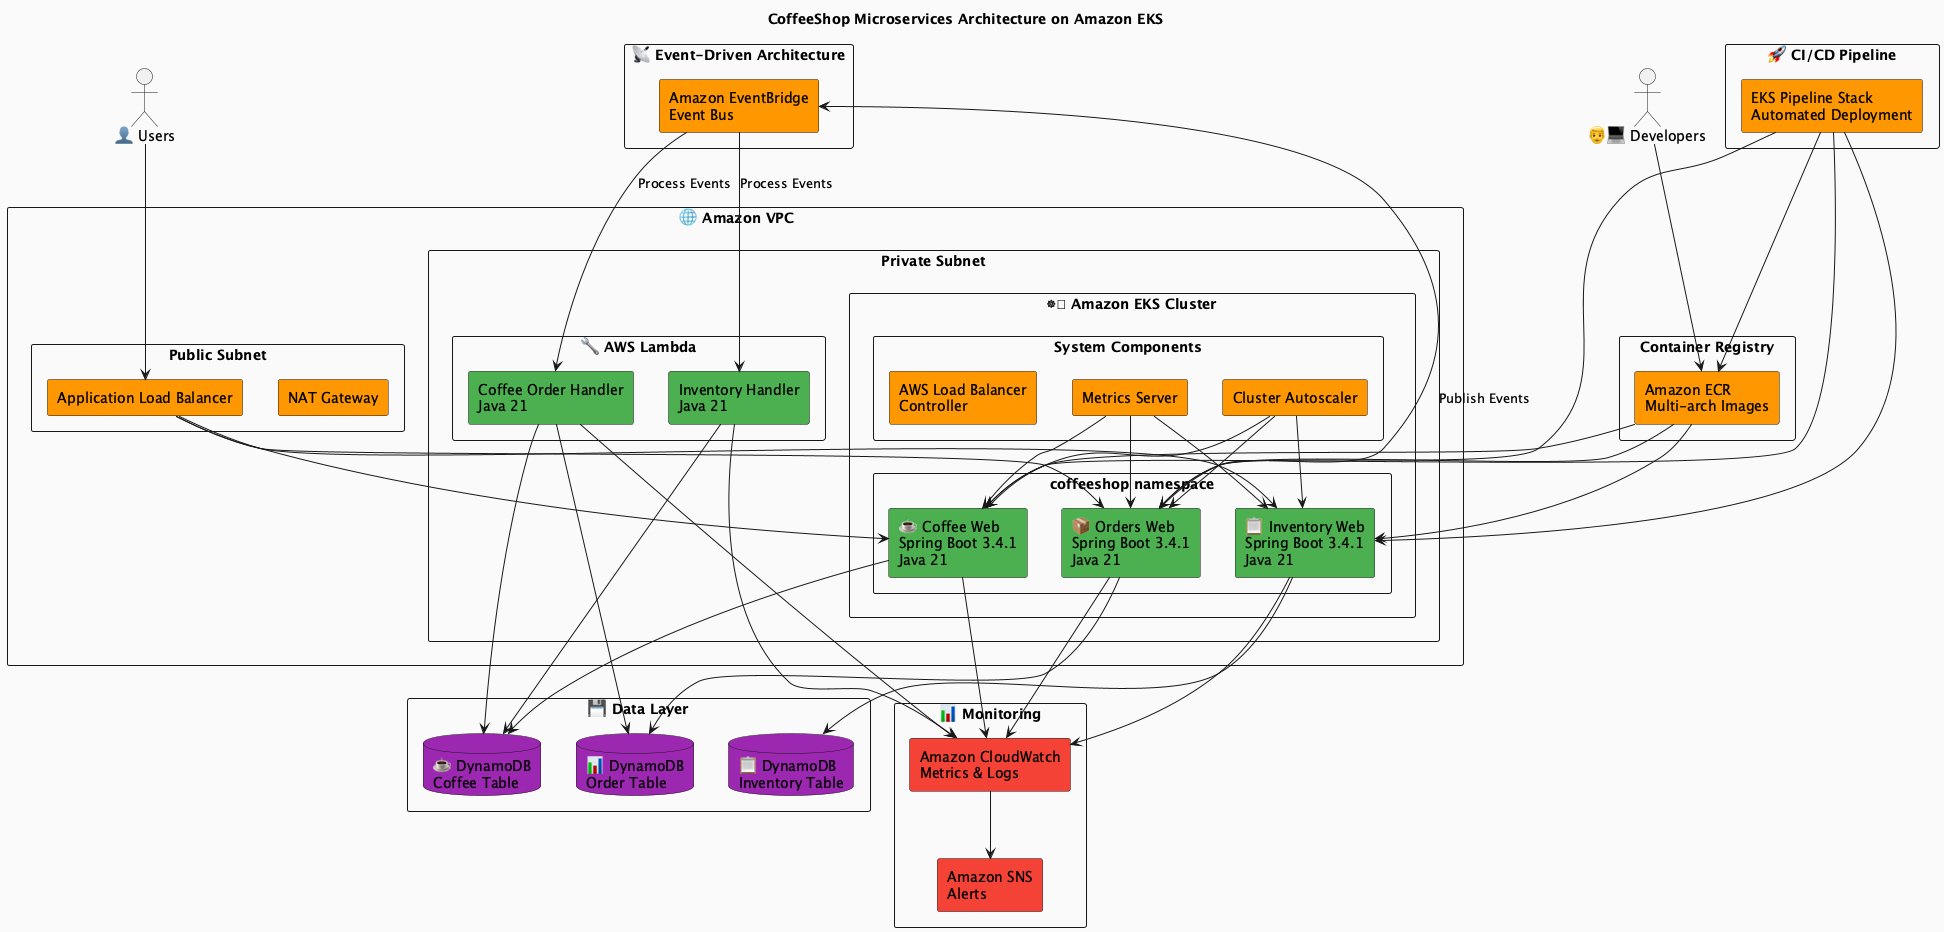 CoffeeShop Microservices Architecture on Amazon EKS
📡 Event-Driven Architecture
Amazon EventBridge
Event Bus
🚀 CI/CD Pipeline
EKS Pipeline Stack
Automated Deployment
👤 Users
👨💻 Developers
Process Events
Process Events
🌐 Amazon VPC
Private Subnet
☸ Amazon EKS Cluster
Public Subnet
Application Load Balancer
NAT Gateway
🔧 AWS Lambda
Coffee Order Handler
Java 21
Inventory Handler
Java 21
System Components
AWS Load Balancer
Controller
Metrics Server
Cluster Autoscaler
Publish Events
Container Registry
Amazon ECR
Multi-arch Images
coffeeshop namespace
☕ Coffee Web
Spring Boot 3.4.1
Java 21
📦 Orders Web
Spring Boot 3.4.1
Java 21
📋 Inventory Web
Spring Boot 3.4.1
Java 21
💾 Data Layer
☕ DynamoDB
Coffee Table
📊 DynamoDB
Order Table
📋 DynamoDB
Inventory Table
📊 Monitoring
Amazon CloudWatch
Metrics & Logs
Amazon SNS
Alerts